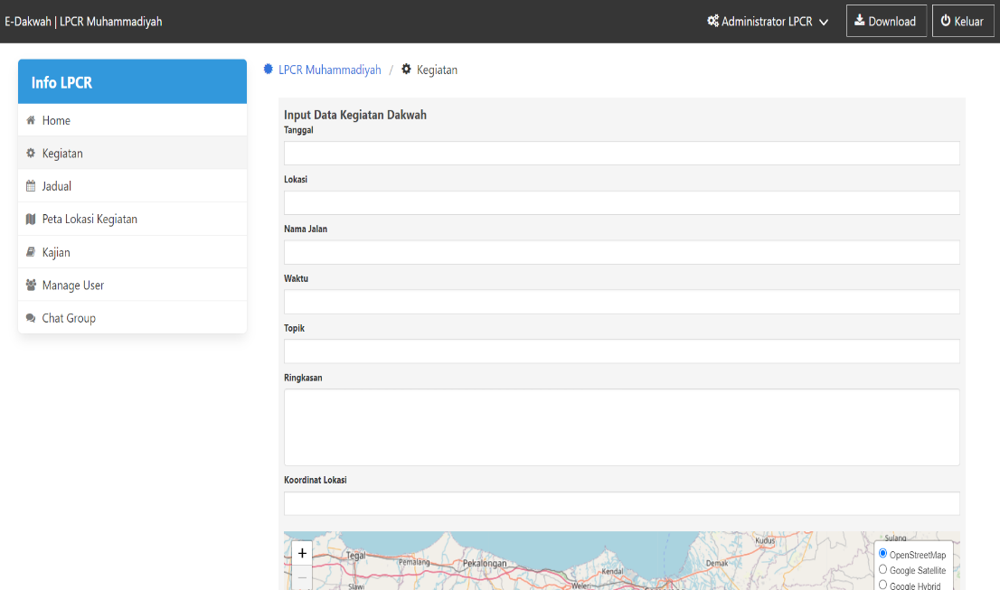 E-Dakwah | LPCR Muhammadiyah
Administrator LPCR
Download
Keluar
Info LPCR
Home
Kegiatan
Jadual
Peta Lokasi Kegiatan
Kajian
Manage User
Chat Group
LPCR Muhammadiyah / Kegiatan
Input Data Kegiatan Dakwah
Tanggal
Lokasi
Nama Jalan
Waktu
Topik
Ringkasan
Koordinat Lokasi
+
−
Tegal
Pemalang
Pekalongan
Slawi
Kendal
Weleri
Demak
Kudus
Sulang
OpenStreetMap
Google Satellite
Google Hybrid